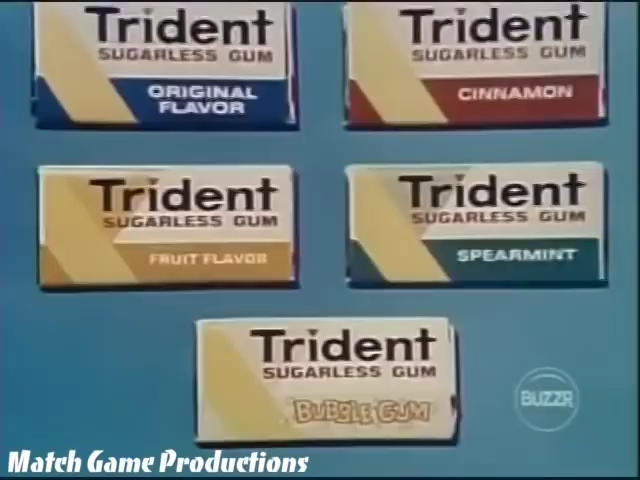 Trident
SUGARLESS GUM
ORIGINAL
FLAVOR
Trident
SUGARLESS GUM
CINNAMON
Trident
SUGARLESS GUM
FRUIT FLAVOR
Trident
SUGARLESS GUM
SPEARMINT
Trident
SUGARLESS GUM
BUBBLE GUM
BUZZR
Match Game Productions